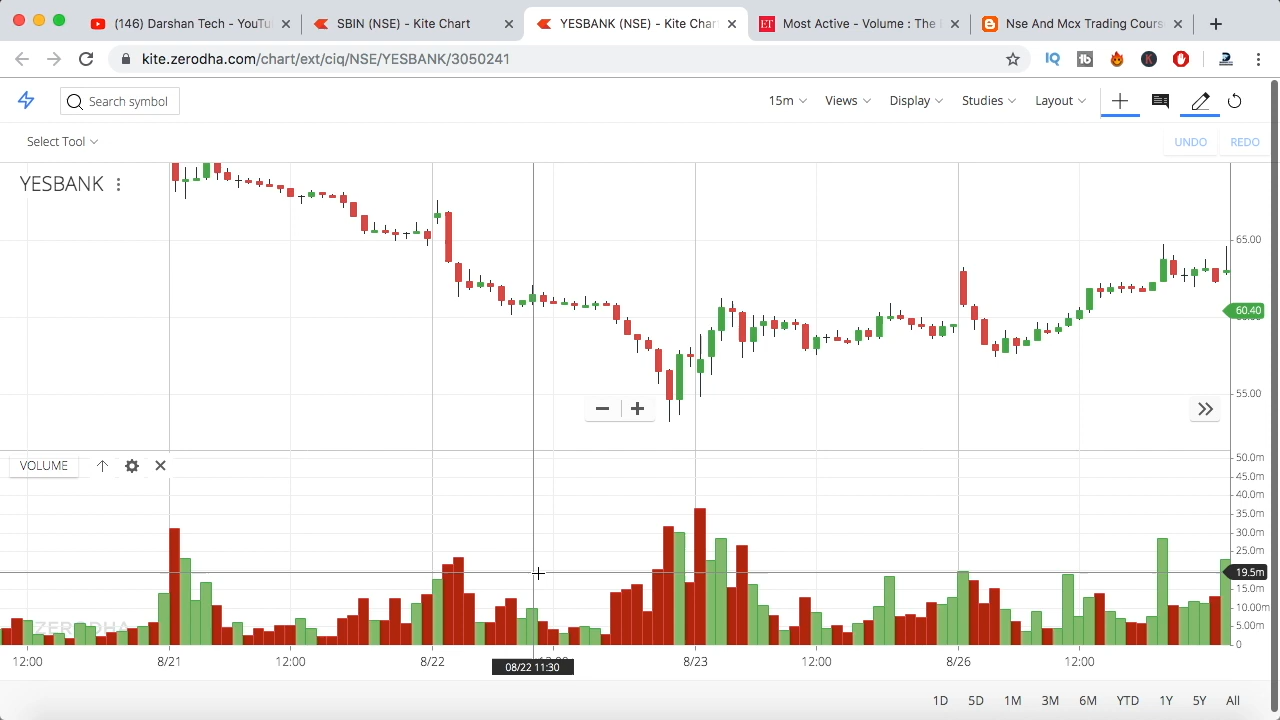 (146) Darshan Tech - YouTu
SBIN (NSE) - Kite Chart
YESBANK (NSE) - Kite Char
ET
Most Active - Volume : The
Nse And Mcx Trading Cours
kite.zerodha.com/chart/ext/ciq/NSE/YESBANK/3050241
Search symbol
15m
Views
Display
Studies
Layout
Select Tool
UNDO
REDO
YESBANK
65.00
60.40
55.00
VOLUME
50.0m
45.0m
40.0m
35.0m
30.0m
25.0m
19.5m
15.0m
10.00m
5.00m
0
ZERODHA
12:00
8/21
12:00
8/22
08/22 11:30
8/23
12:00
8/26
12:00
1D
5D
1M
3M
6M
YTD
1Y
5Y
All